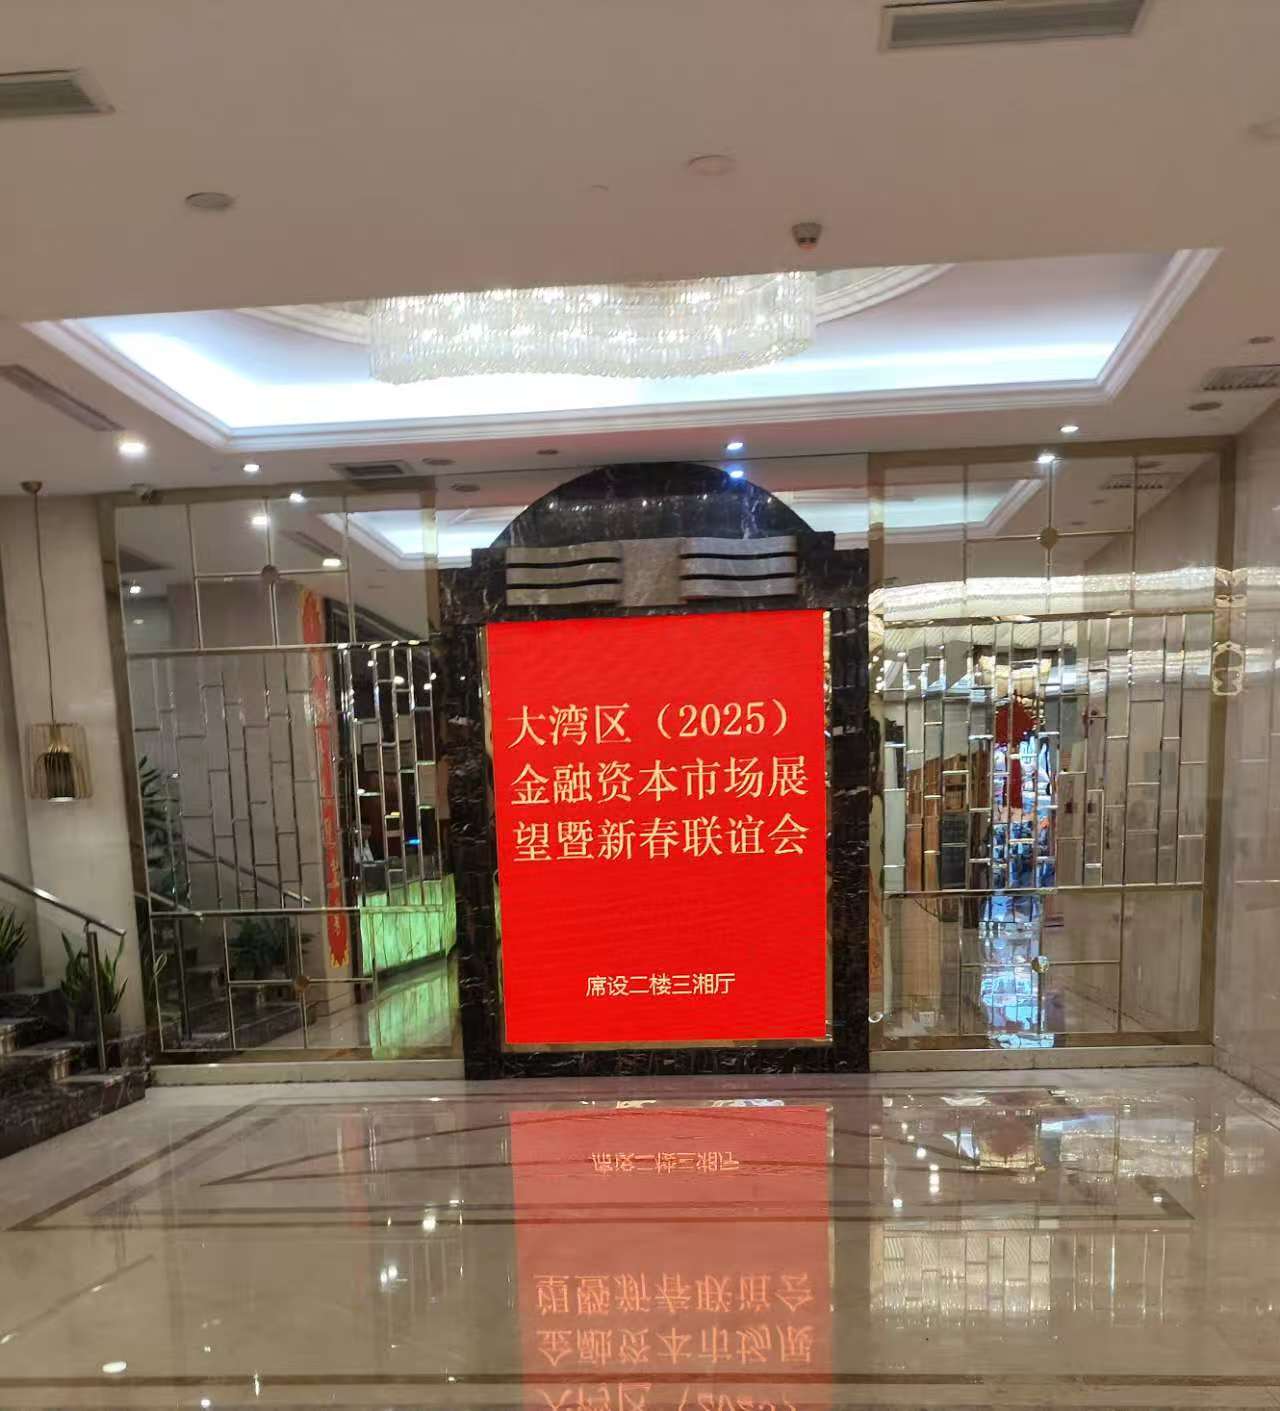 大湾区（2025）
金融资本市场展
望暨新春联谊会
席设二楼三湘厅